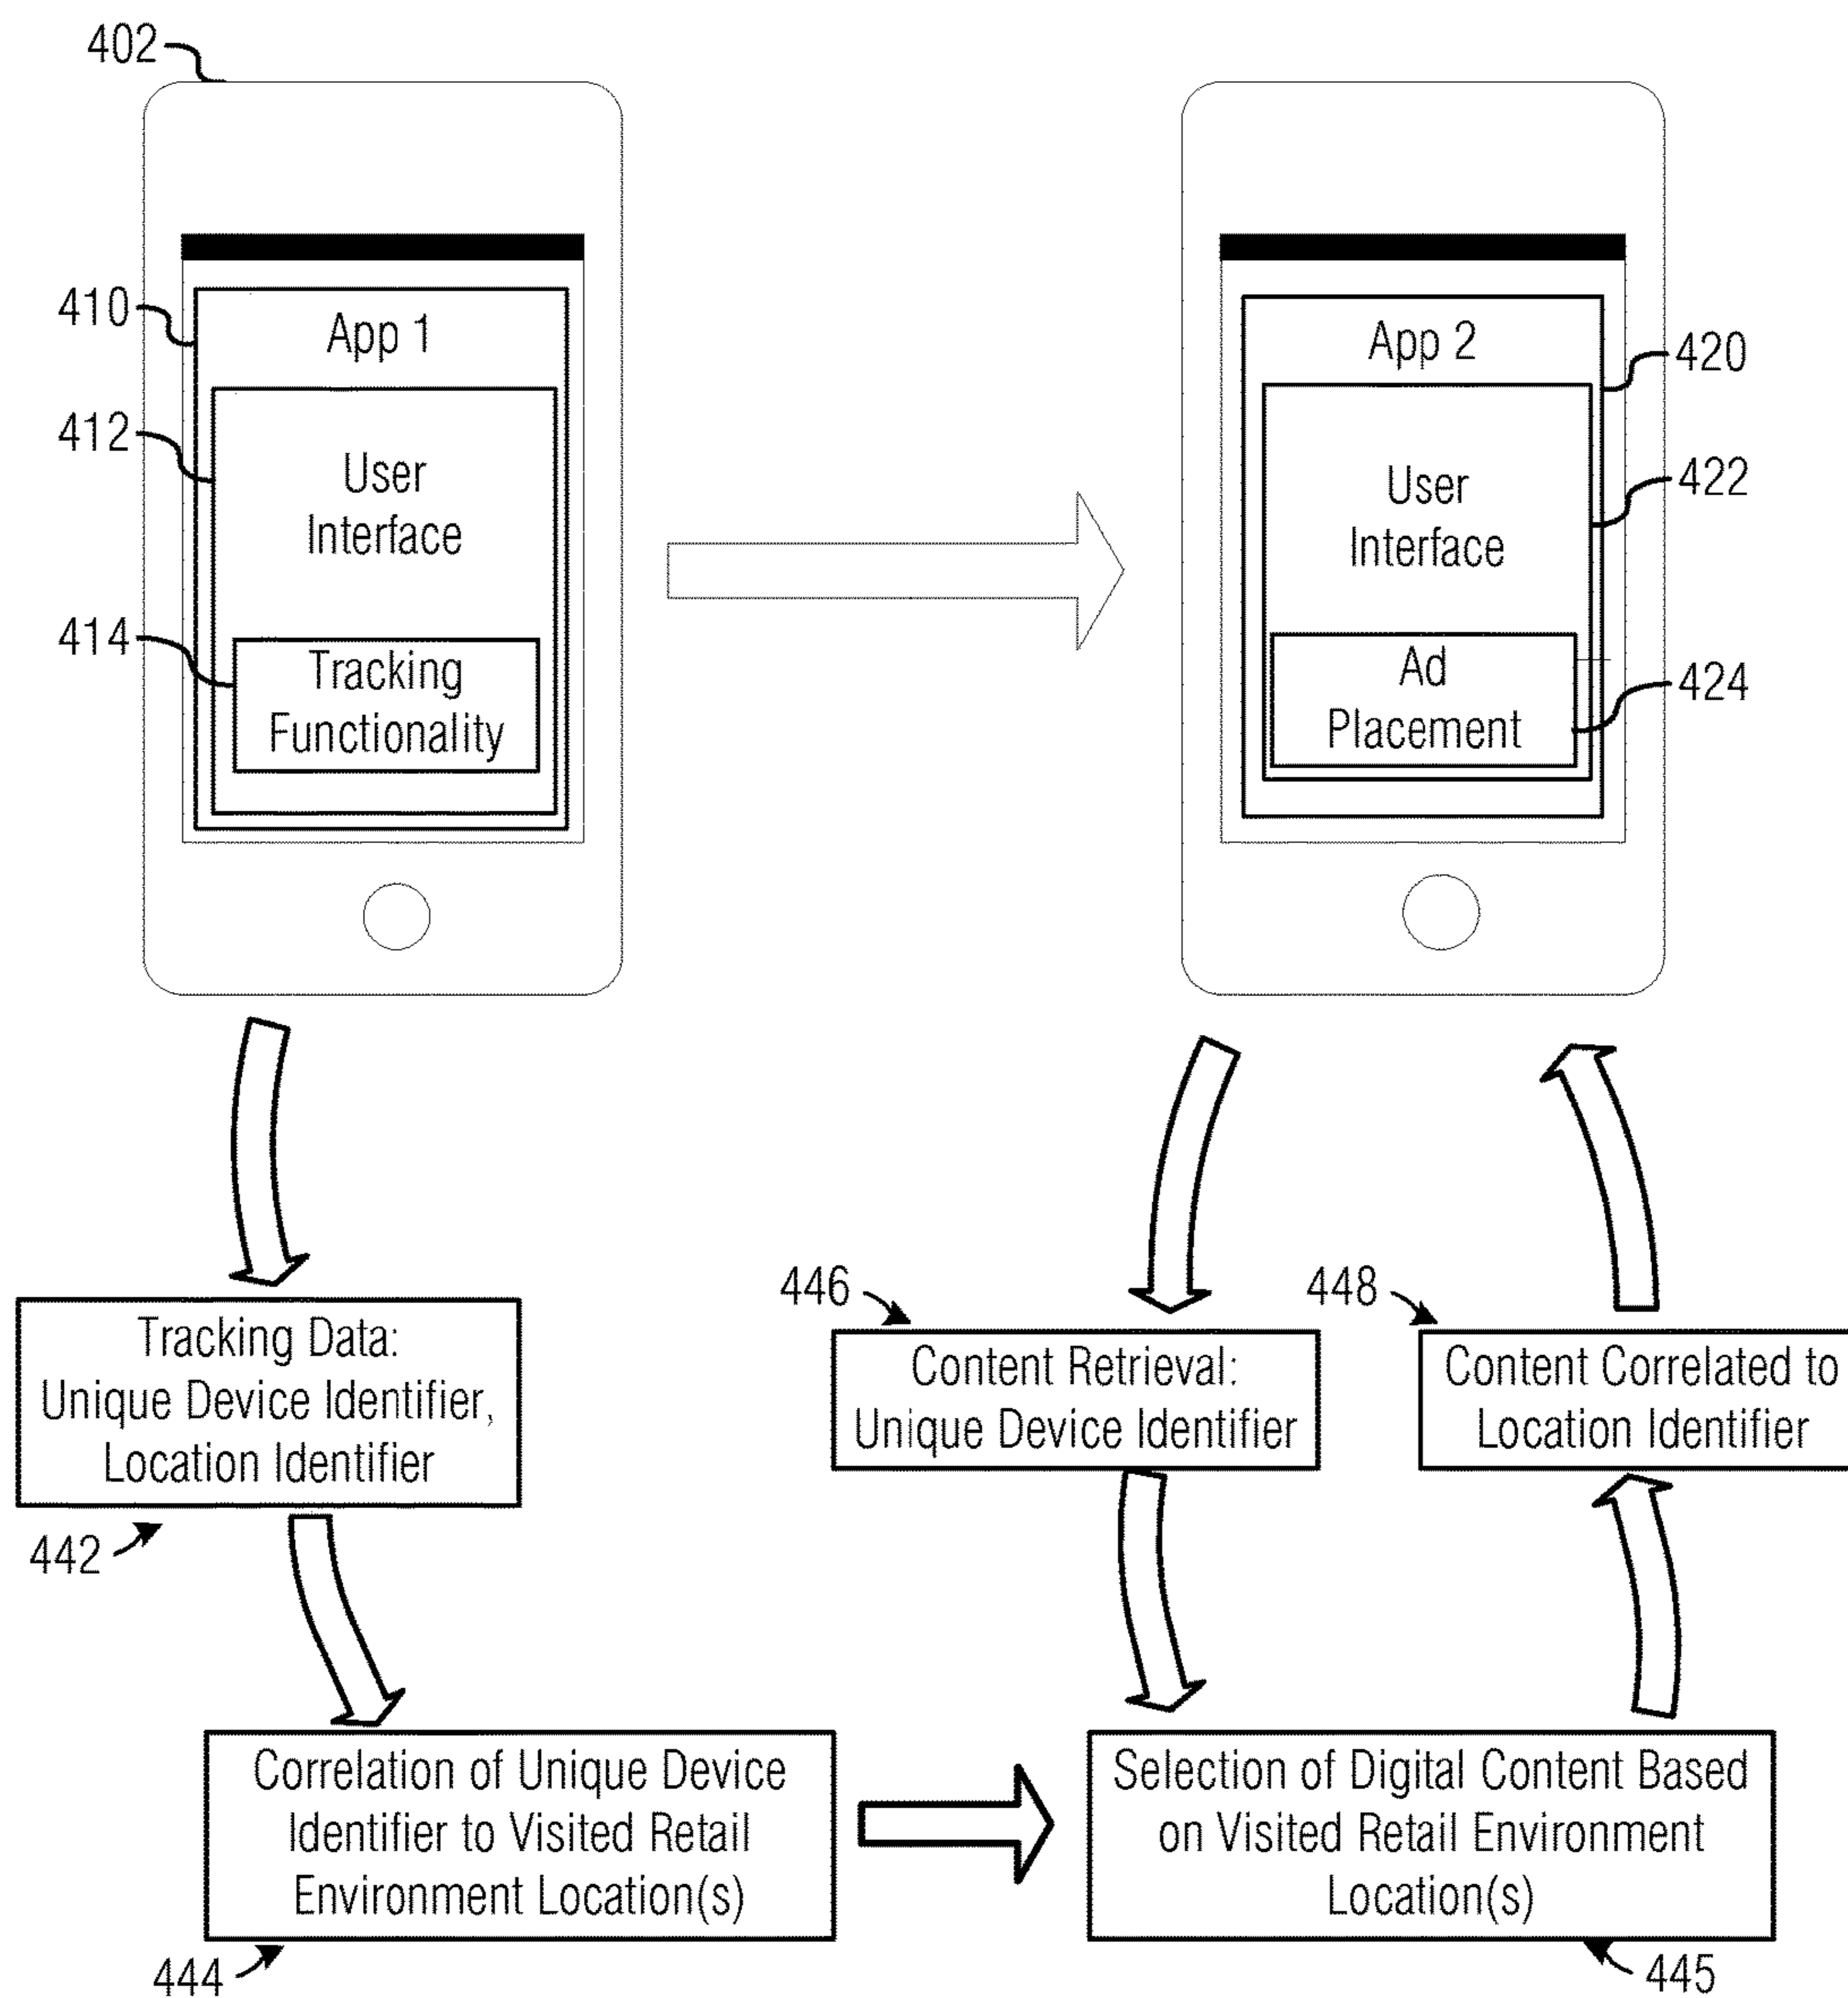 402
410
App 1
412
User
Interface
414
Tracking
Functionality
App 2
420
User
Interface
422
Ad
Placement
424
Tracking Data:
Unique Device Identifier,
Location Identifier
442
446
Content Retrieval:
Unique Device Identifier
448
Content Correlated to
Location Identifier
Correlation of Unique Device
Identifier to Visited Retail
Environment Location(s)
444
Selection of Digital Content Based
on Visited Retail Environment
Location(s)
445